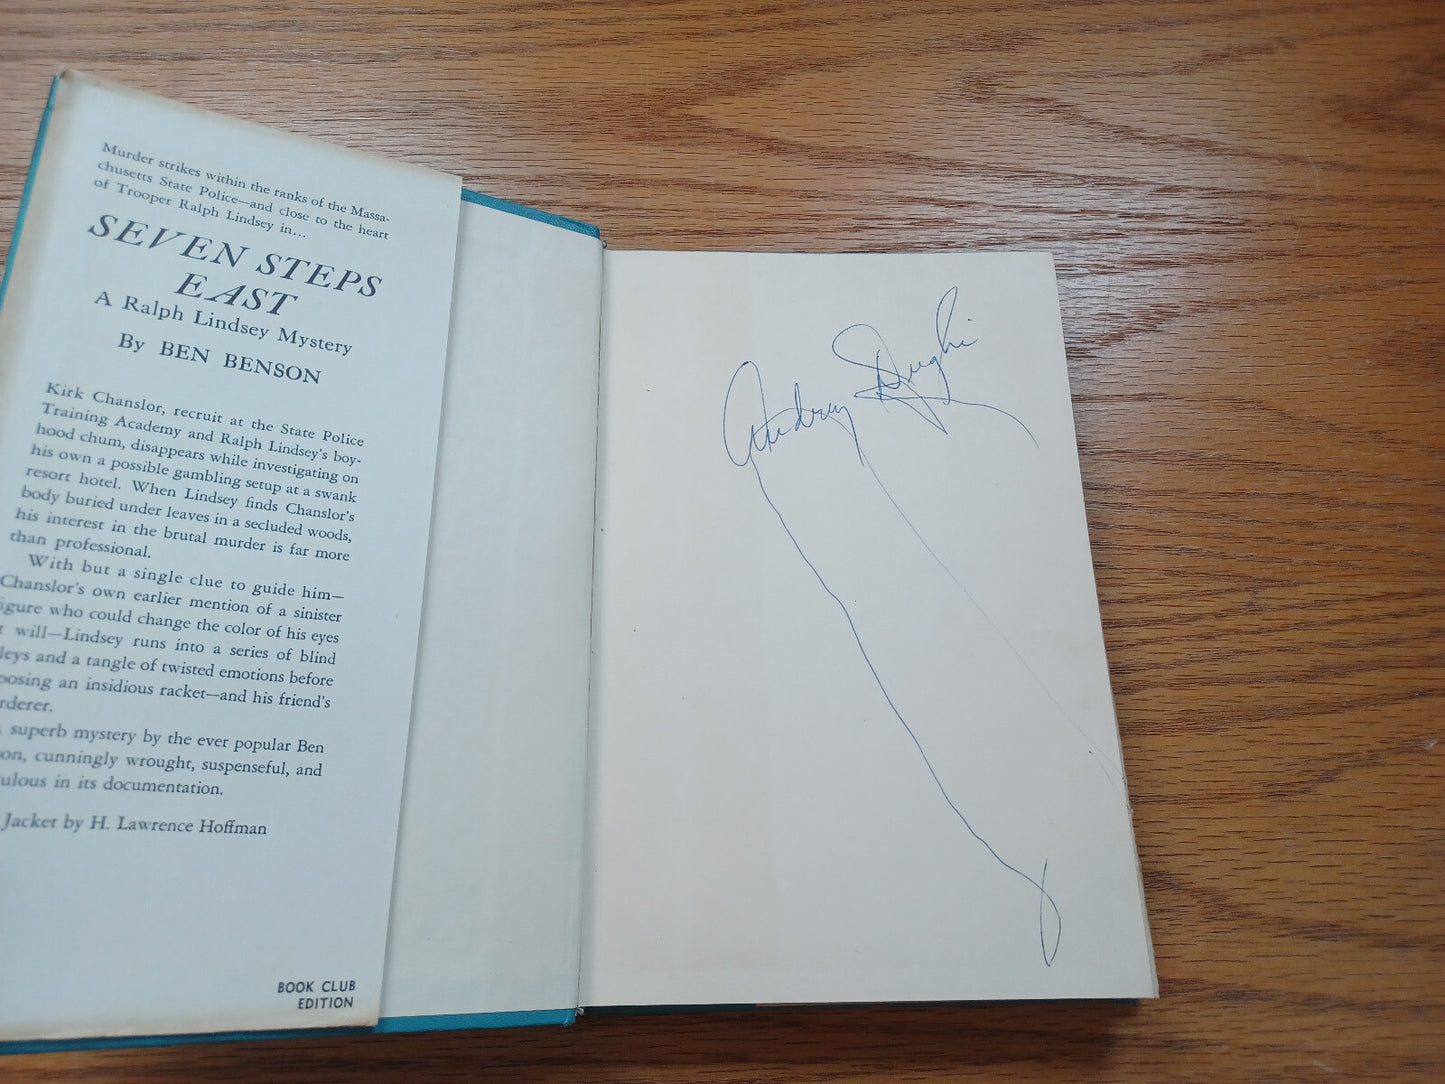 Murder strikes within the ranks of the Massa-
chusetts State Police—and close to the heart
of Trooper Ralph Lindsey in...
SEVEN STEPS
EAST
A Ralph Lindsey Mystery
By BEN BENSON
Kirk Chanslor, recruit at the State Police
Training Academy and Ralph Lindsey's boy-
hood chum, disappears while investigating on
his own a possible gambling setup at a swank
resort hotel. When Lindsey finds Chanslor's
body buried under leaves in a secluded woods,
his interest in the brutal murder is far more
than professional.
With but a single clue to guide him—
Chanslor's own earlier mention of a sinister
figure who could change the color of his eyes
t will—Lindsey runs into a series of blind
leys and a tangle of twisted emotions before
posing an insidious racket—and his friend's
rderer.
superb mystery by the ever popular Ben
on, cunningly wrought, suspenseful, and
ulous in its documentation.
Jacket by H. Lawrence Hoffman
BOOK CLUB
EDITION
Audrey